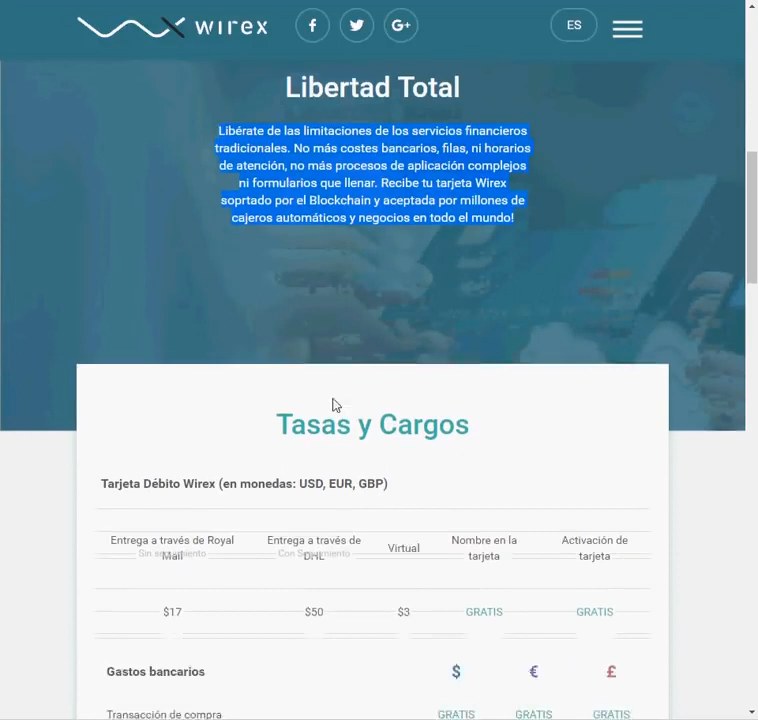 wirex
f
G+
ES
Libertad Total
Libérate de las limitaciones de los servicios financieros
tradicionales. No más costes bancarios, filas, ni horarios
de atención, no más procesos de aplicación complejos
ni formularios que llenar. Recibe tu tarjeta Wirex
soprtado por el Blockchain y aceptada por millones de
cajeros automáticos y negocios en todo el mundo!
Tasas y Cargos
Tarjeta Débito Wirex (en monedas: USD, EUR, GBP)
Entrega a través de Royal
Mail
Sin seguimiento
Entrega a través de
DHL
Con Seguimiento
Virtual
Nombre en la
tarjeta
Activación de
tarjeta
$17
$50
$3
GRATIS
GRATIS
Gastos bancarios
$
€
£
Transacción de compra
GRATIS
GRATIS
GRATIS